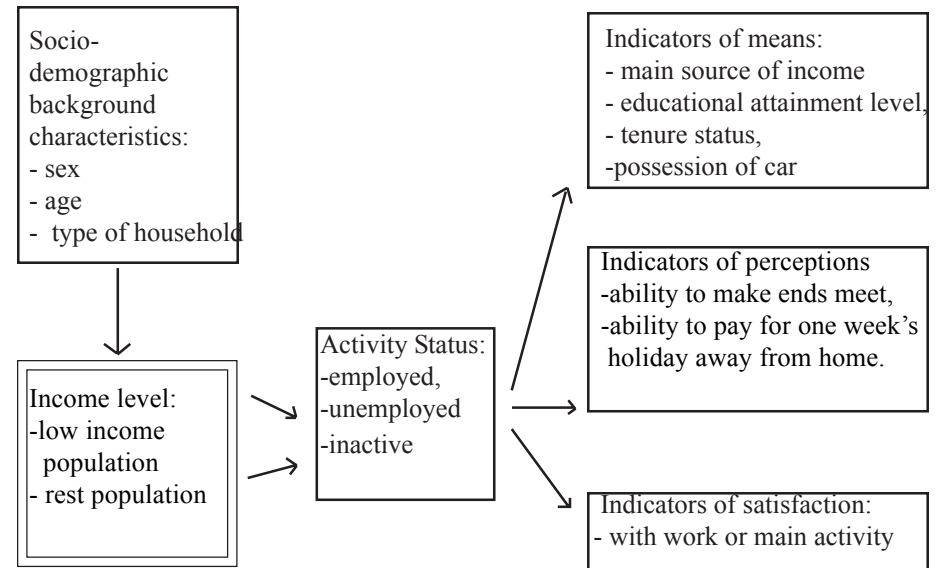 Socio-
demographic
background
characteristics:
- sex
- age
- type of household
Income level:
-low income
population
- rest population
Activity Status:
-employed,
-unemployed
-inactive
Indicators of means:
- main source of income
- educational attainment level,
- tenure status,
-possession of car
Indicators of perceptions
-ability to make ends meet,
-ability to pay for one week’s
holiday away from home.
Indicators of satisfaction:
- with work or main activity